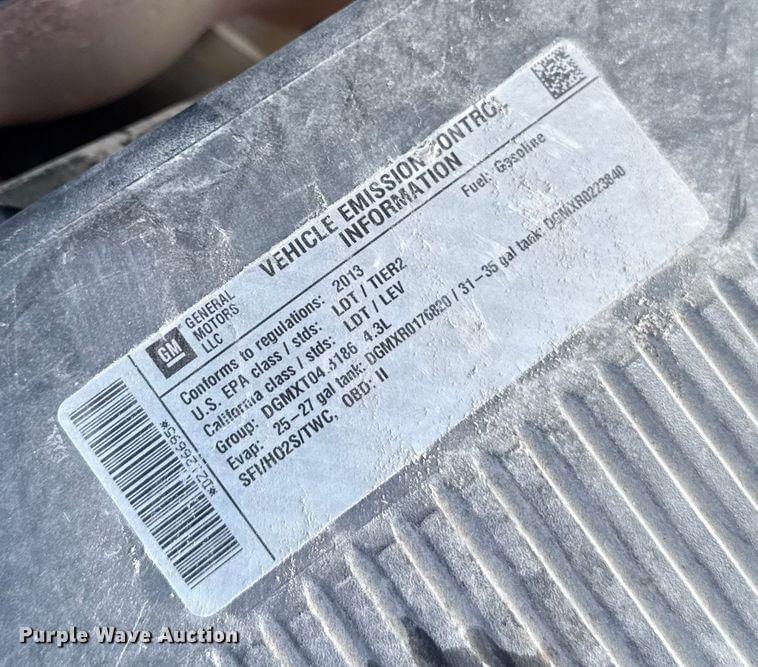 GM
GENERAL
MOTORS
LLC
VEHICLE EMISSION CONTROL
INFORMATION
Conforms to regulations: 2013
Fuel: Gasoline
U.S. EPA class / stds: LDT / TIER2
California class / stds: LDT / LEV
Group: 4.3L
Evap: 25-27 gal tank: DGMXR0176820 / 31-35 gal tank: DGMXR0223840
SFI/HO2S/TWC, OBD: II
Purple Wave Auction